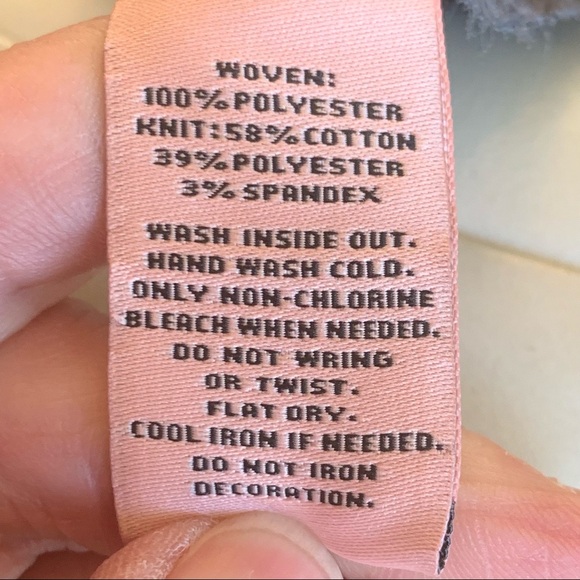 WOVEN:
100% POLYESTER
KNIT: 58% COTTON
39% POLYESTER
3% SPANDEX
WASH INSIDE OUT.
HAND WASH COLD.
ONLY NON-CHLORINE
BLEACH WHEN NEEDED.
DO NOT WRING
OR TWIST.
FLAT DRY.
COOL IRON IF NEEDED.
DO NOT IRON
DECORATION.